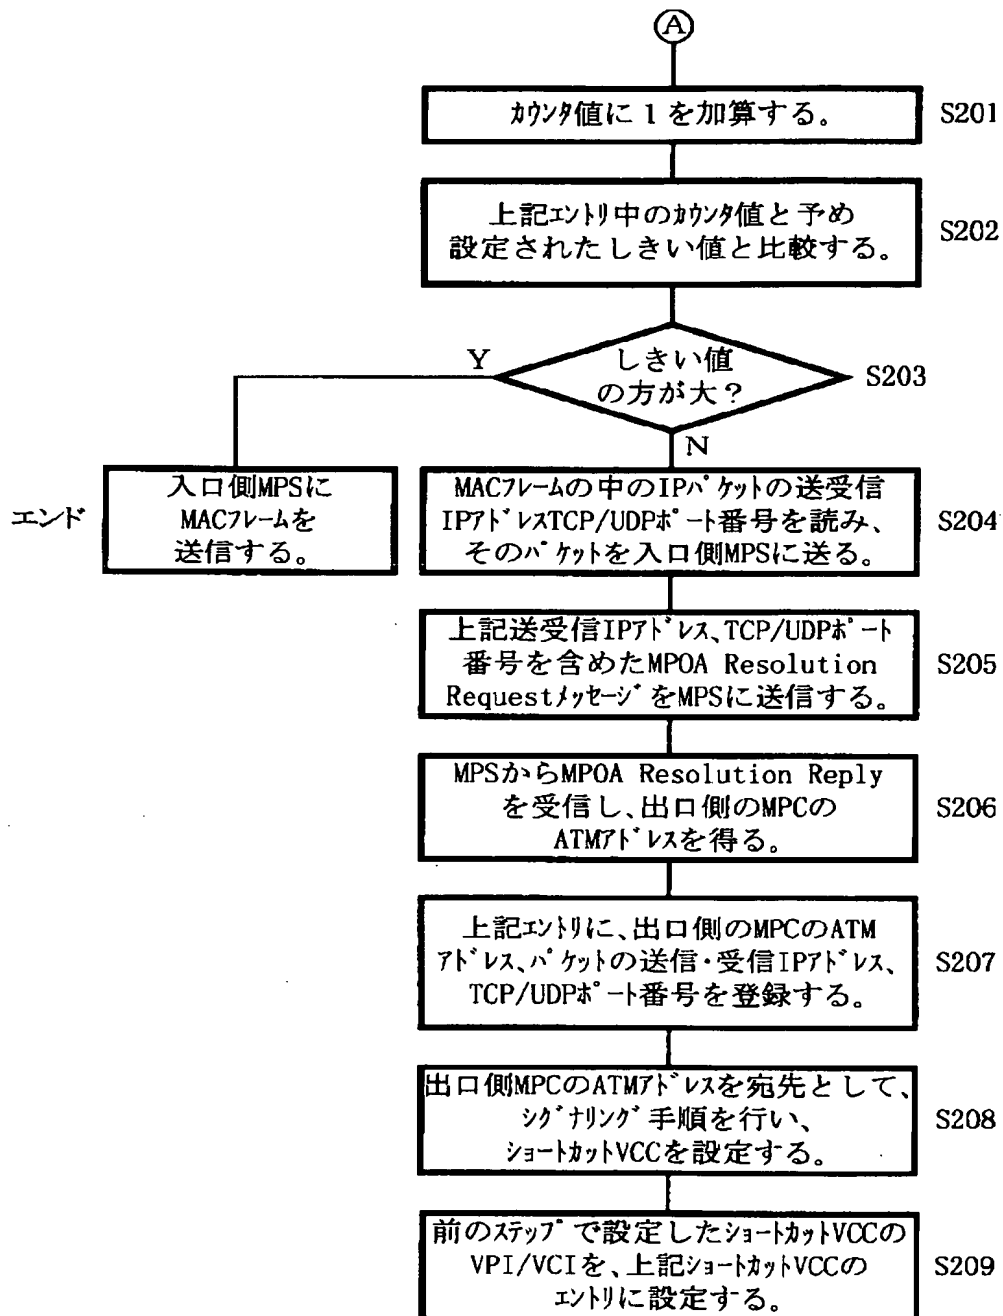 A
カウンタ値に1を加算する。
S201
上記エントリ中のカウンタ値と予め
設定されたしきい値と比較する。
S202
しきい値
の方が大?
S203
Y
N
入口側MPSに
MACフレームを
送信する。
エンド
MACフレームの中のIPパケットの送受信
IPアドレスTCP/UDPポート番号を読み、
そのパケットを入口側MPSに送る。
S204
上記送受信IPアドレス、TCP/UDPポート
番号を含めたMPOA Resolution
RequestメッセージをMPSに送信する。
S205
MPSからMPOA Resolution Reply
を受信し、出口側のMPCの
ATMアドレスを得る。
S206
上記エントリに、出口側のMPCのATM
アドレス、パケットの送信・受信IPアドレス、
TCP/UDPポート番号を登録する。
S207
出口側MPCのATMアドレスを宛先として、
シグナリング手順を行い、
ショートカットVCCを設定する。
S208
前のステップで設定したショートカットVCCの
VPI/VCIを、上記ショートカットVCCの
エントリに設定する。
S209